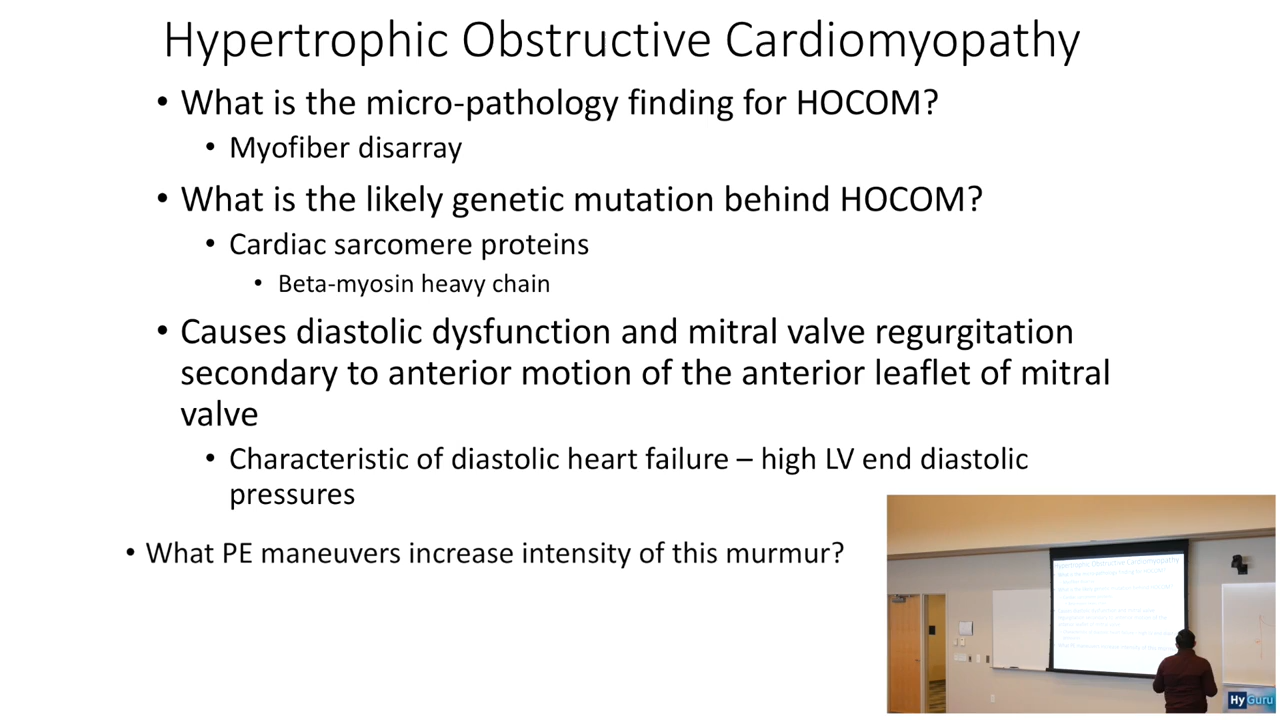 Hypertrophic Obstructive Cardiomyopathy
• What is the micro-pathology finding for HOCOM?
• Myofiber disarray
• What is the likely genetic mutation behind HOCOM?
• Cardiac sarcomere proteins
• Beta-myosin heavy chain
• Causes diastolic dysfunction and mitral valve regurgitation
secondary to anterior motion of the anterior leaflet of mitral
valve
• Characteristic of diastolic heart failure – high LV end diastolic
pressures
• What PE maneuvers increase intensity of this murmur?
Hypertrophic Obstructive Cardiomyopathy
HyGuru